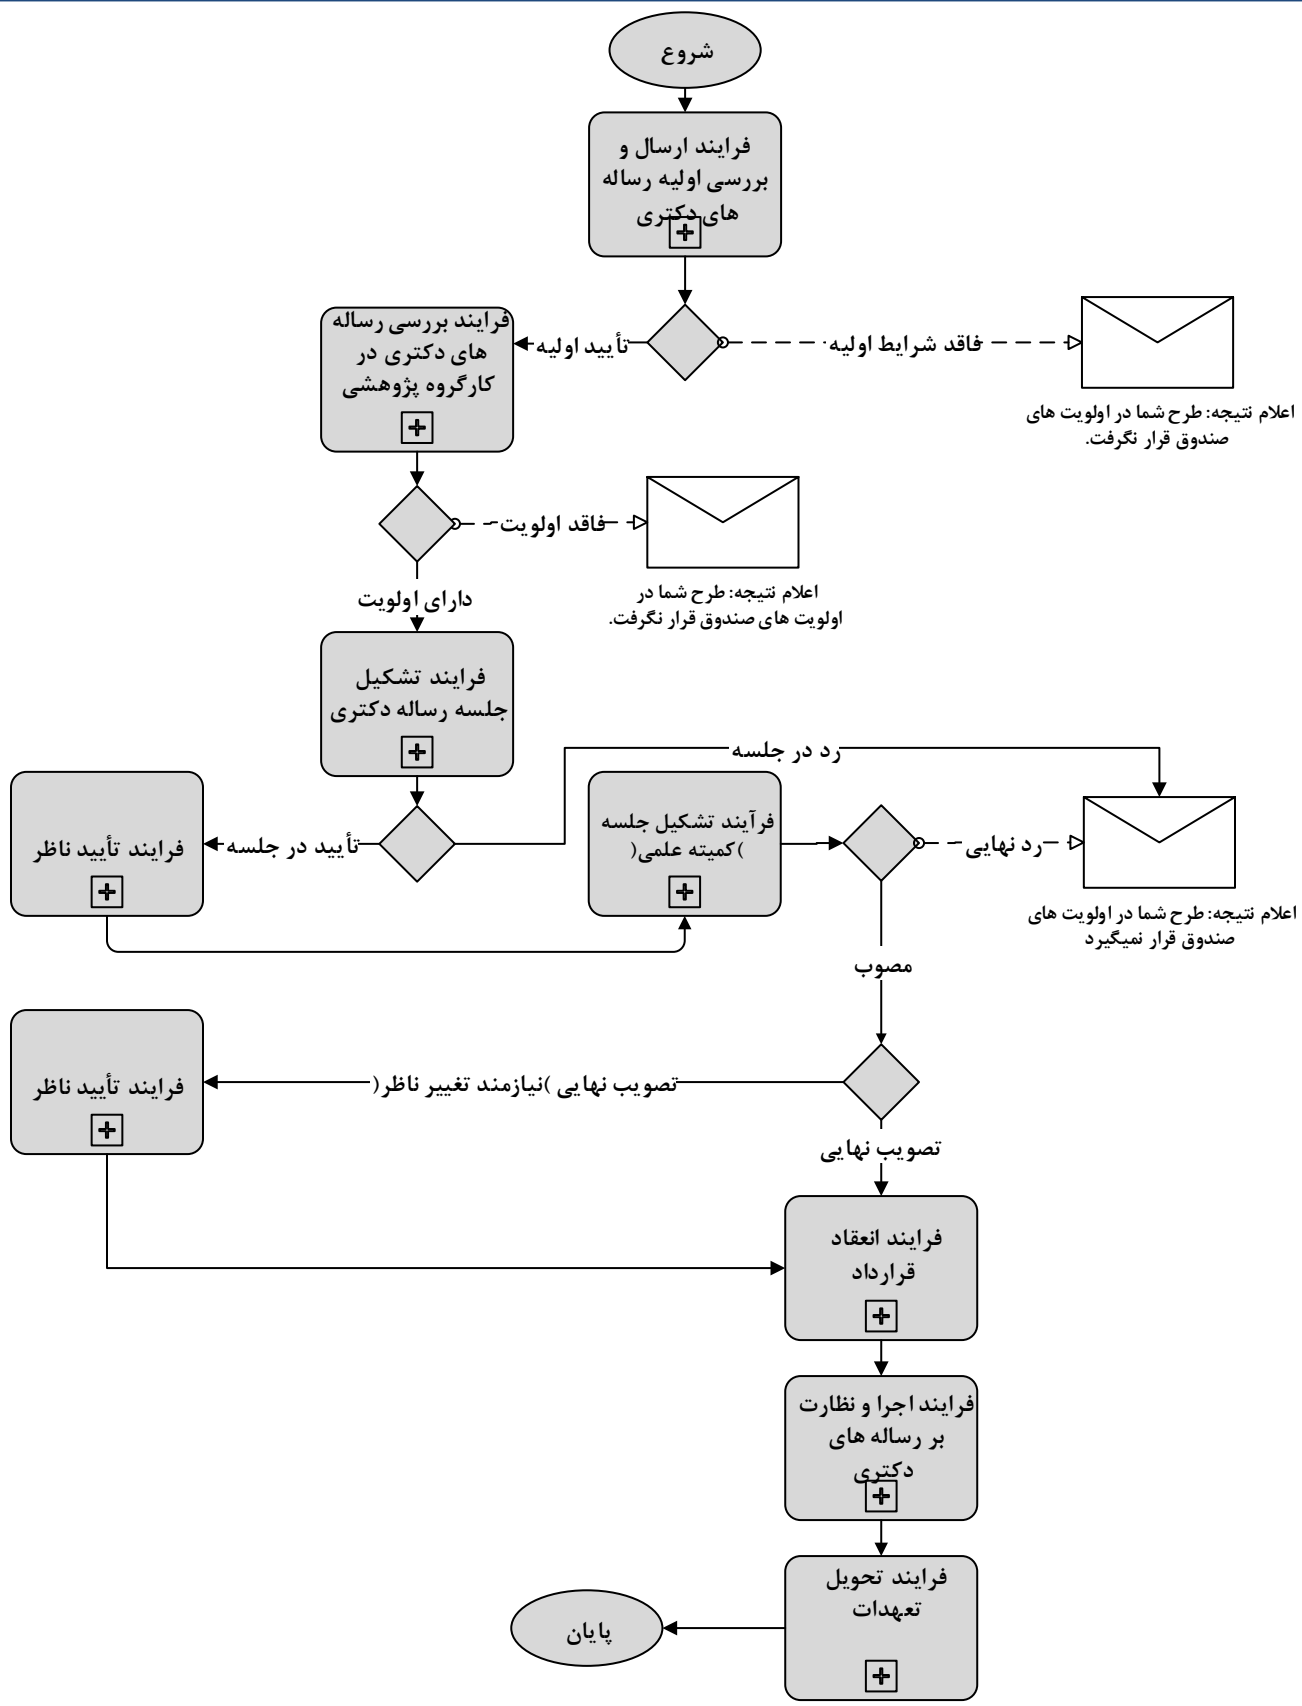 شروع
فرایند ارسال و
بررسی اولیه رساله
های دکتری
فاقد شرایط اولیه
تأیید اولیه
فرایند بررسی رساله
های دکتری در
کارگروه پژوهشی
اعلام نتیجه: طرح شما در اولویت های
صندوق قرار نگرفت.
فاقد اولویت
اعلام نتیجه: طرح شما در
اولویت های صندوق قرار نگرفت.
دارای اولویت
فرایند تشکیل
جلسه رساله دکتری
رد در جلسه
تأیید در جلسه
فرایند تأیید ناظر
فرآیند تشکیل جلسه
)کمیته علمی(
رد نهایی
اعلام نتیجه: طرح شما در اولویت های
صندوق قرار نمیگیرد
مصوب
تصویب نهایی )نیازمند تغییر ناظر(
فرایند تأیید ناظر
تصویب نهایی
فرایند انعقاد
قرارداد
فرایند اجرا و نظارت
بر رساله های
دکتری
فرایند تحویل
تعهدات
پایان